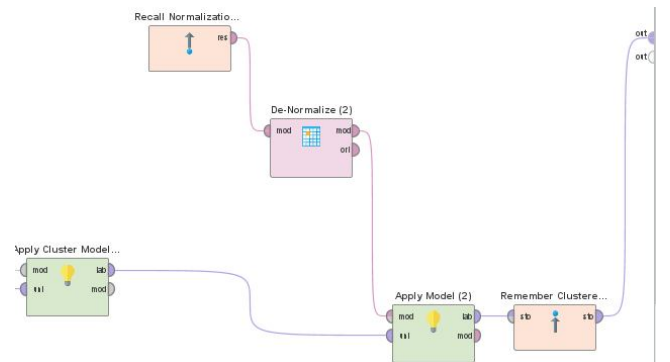 Recall Normalizatio...
res
out
out
De-Normalize (2)
mod
mod
ori
Apply Cluster Model...
mod
lab
unl
mod
Apply Model (2)
mod
lab
unl
mod
Remember Clustere...
sto
sto